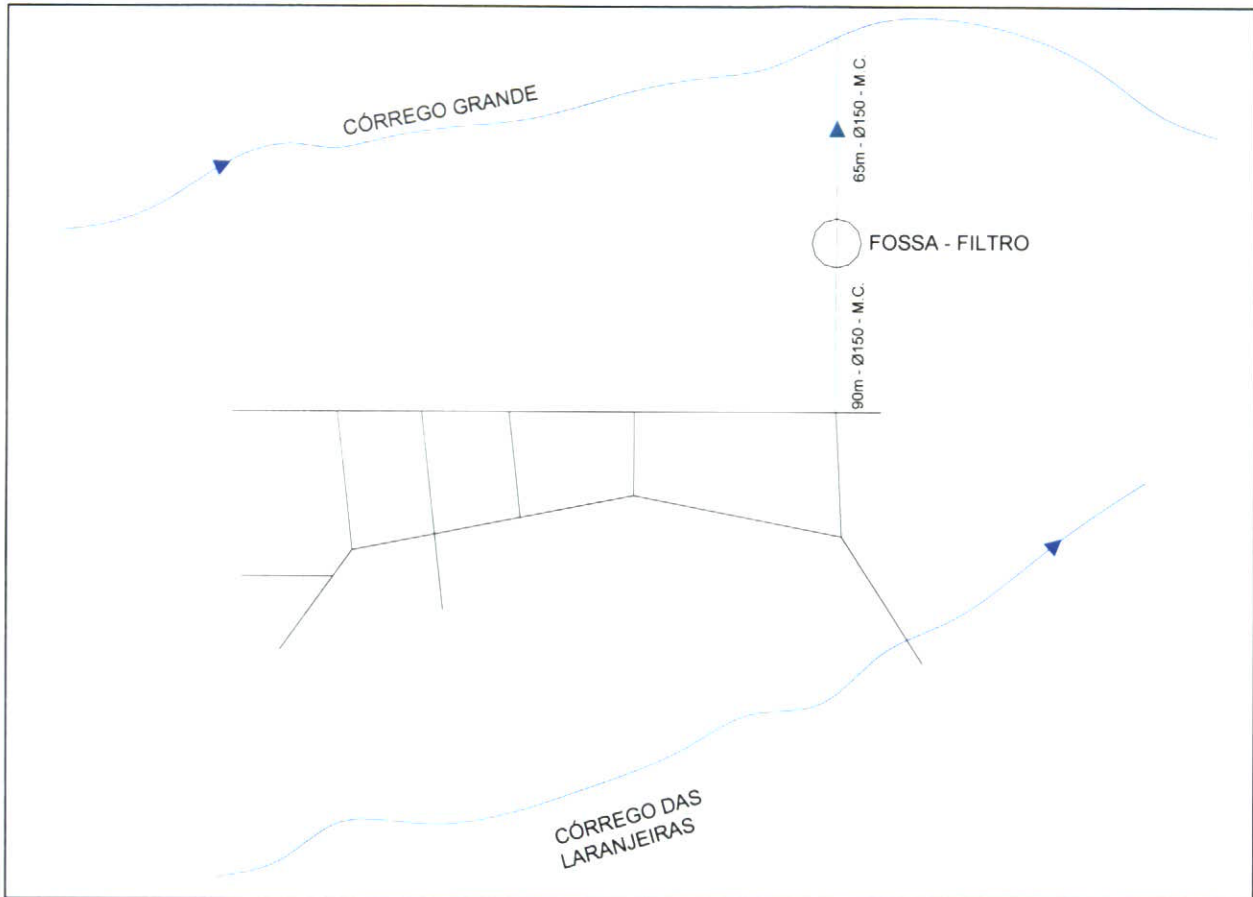 CÓRREGO GRANDE
65m - Ø150 - M.C.
FOSSA - FILTRO
90m - Ø150 - M.C.
CÓRREGO DAS
LARANJEIRAS